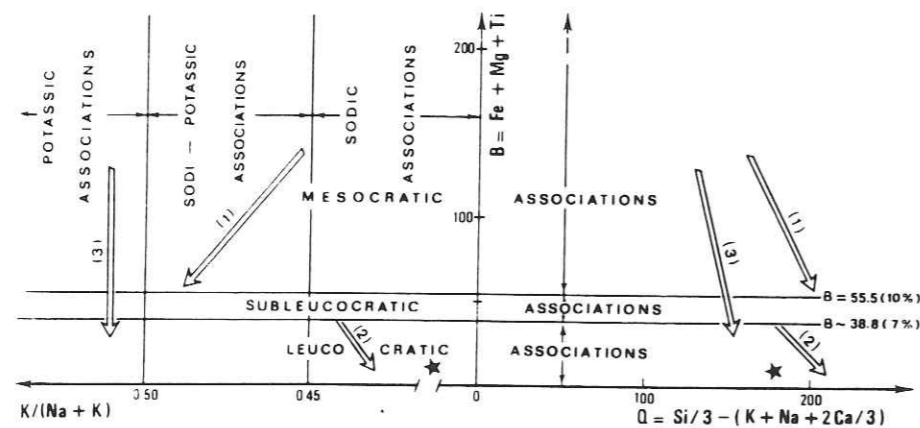 POTASSIC
ASSOCIATIONS
SODI — POTASSIC
ASSOCIATIONS
SODIC
ASSOCIATIONS
B = Fe + Mg + Ti
200
100
MESOCRATIC ASSOCIATIONS
(1)
(3)
(1)
(3)
SUBLEUCOCRATIC ASSOCIATIONS
B = 55.5 (10%)
B ~ 38.8 (7%)
(2)
(2)
LEUCOCRATIC ASSOCIATIONS
0.50 0.45 0 100 200
K/(Na + K)
Q = Si/3 − (K + Na + 2Ca/3)